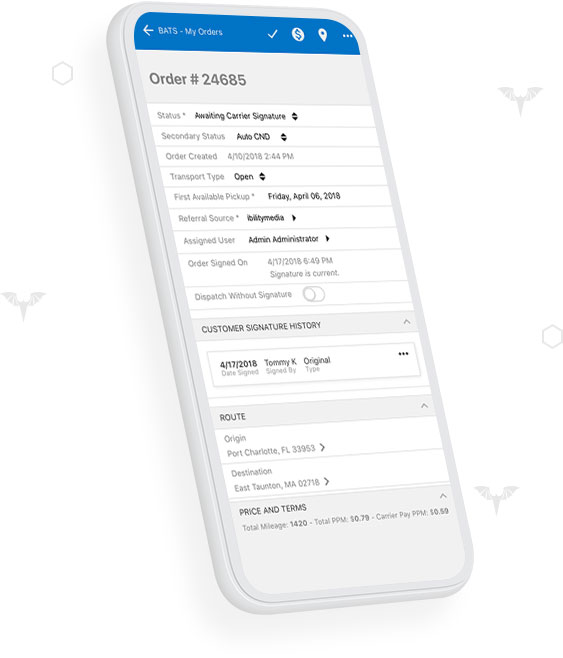 BATS - My Orders
Order # 24685
Status * Awaiting Carrier Signature
Secondary Status Auto CND
Order Created 4/10/2018 2:44 PM
Transport Type Open
First Available Pickup * Friday, April 06, 2018
Referral Source * ibilitymedia
Assigned User Admin Administrator
Order Signed On 4/17/2018 6:49 PM
Signature is current.
Dispatch Without Signature
CUSTOMER SIGNATURE HISTORY
4/17/2018 Tommy K Original
Date Signed Signed By Type
ROUTE
Origin
Port Charlotte, FL 33953
Destination
East Taunton, MA 02718
PRICE AND TERMS
Total Mileage: 1420 - Total PPM: $0.79 - Carrier Pay PPM: $0.59